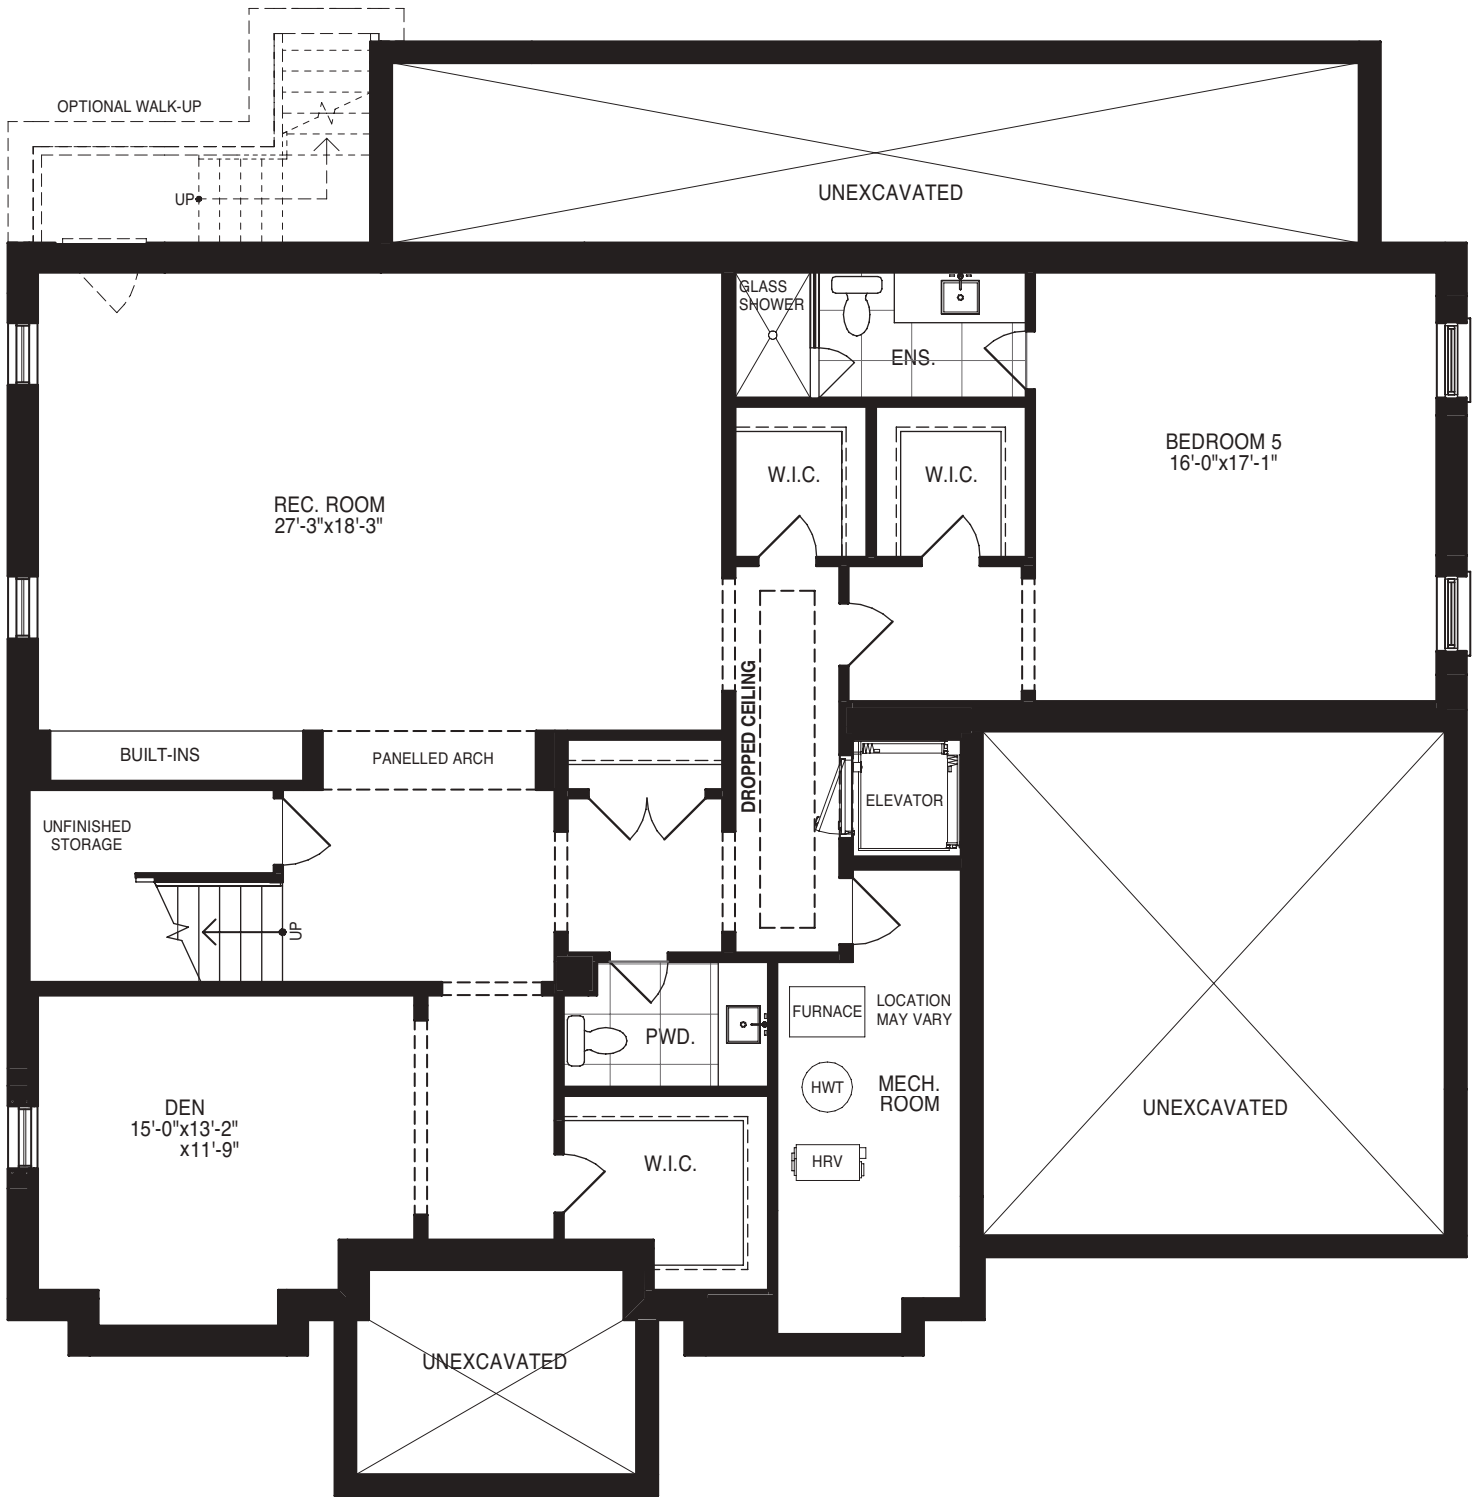 OPTIONAL WALK-UP
UP
UNEXCAVATED
GLASS
SHOWER
ENS.
BEDROOM 5
16'-0"x17'-1"
W.I.C.
W.I.C.
REC. ROOM
27'-3"x18'-3"
DROPPED CEILING
BUILT-INS
PANELLED ARCH
ELEVATOR
UNFINISHED
STORAGE
UP
FURNACE
LOCATION
MAY VARY
PWD.
HWT
MECH.
ROOM
DEN
15'-0"x13'-2"
x11'-9"
UNEXCAVATED
W.I.C.
HRV
UNEXCAVATED